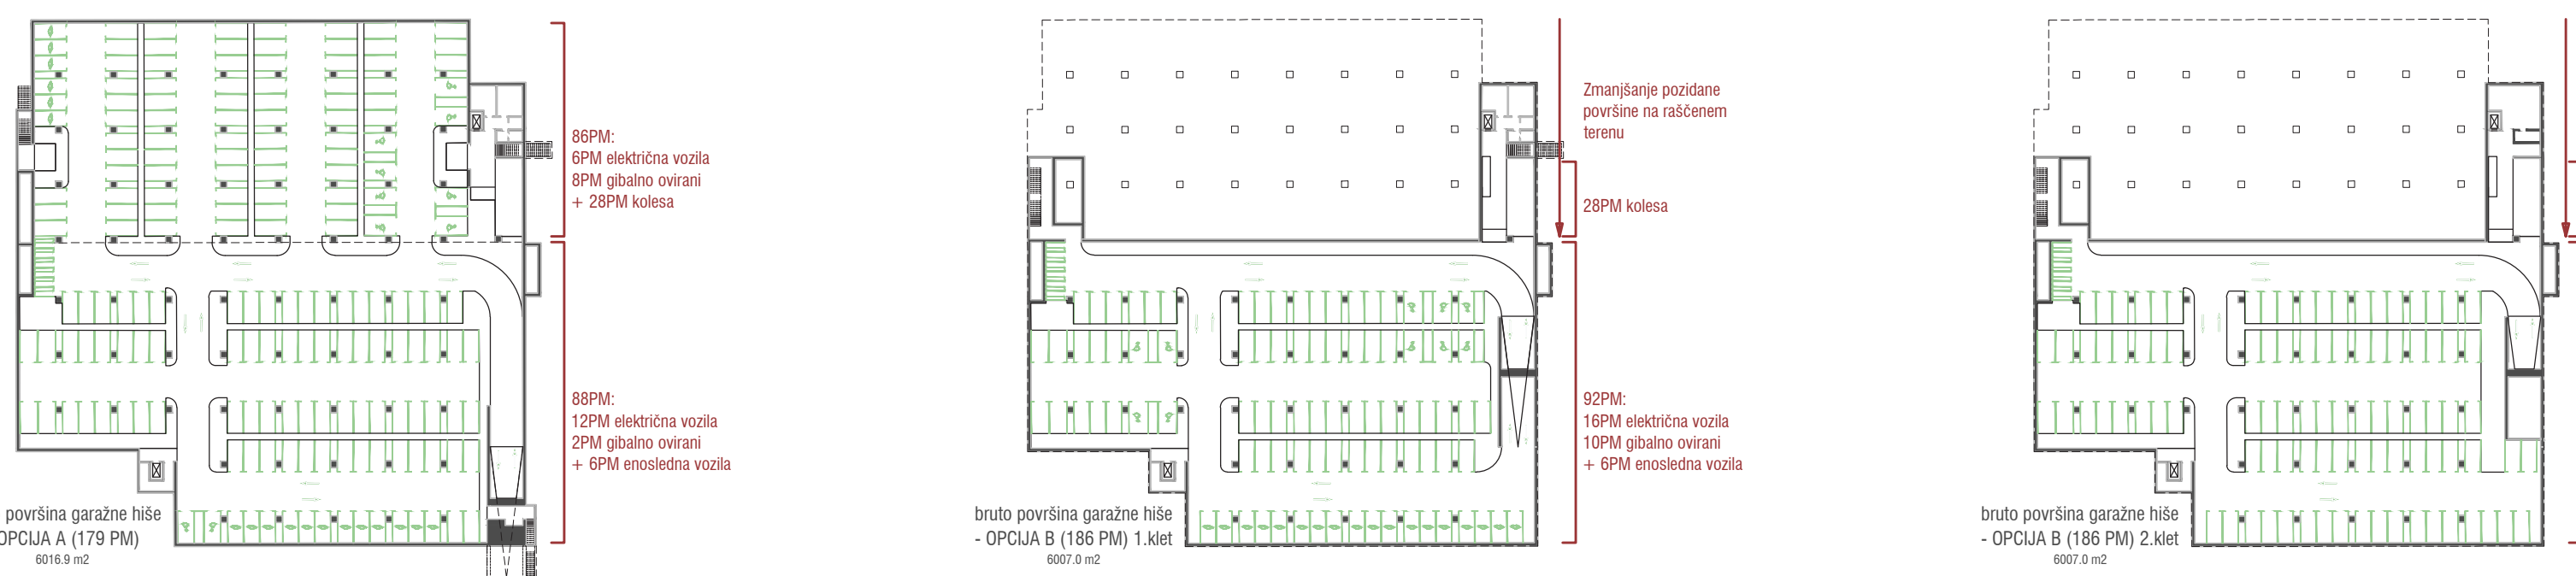 86PM:
6PM električna vozila
8PM gibalno ovirani
+ 28PM kolesa
88PM:
12PM električna vozila
2PM gibalno ovirani
+ 6PM enosledna vozila
površina garažne hiše
OPCIJA A (179 PM)
6016.9 m2
Zmanjšanje pozidane
površine na raščenem
terenu
28PM kolesa
92PM:
16PM električna vozila
10PM gibalno ovirani
+ 6PM enosledna vozila
bruto površina garažne hiše
- OPCIJA B (186 PM) 1.klet
6007.0 m2
bruto površina garažne hiše
- OPCIJA B (186 PM) 2.klet
6007.0 m2